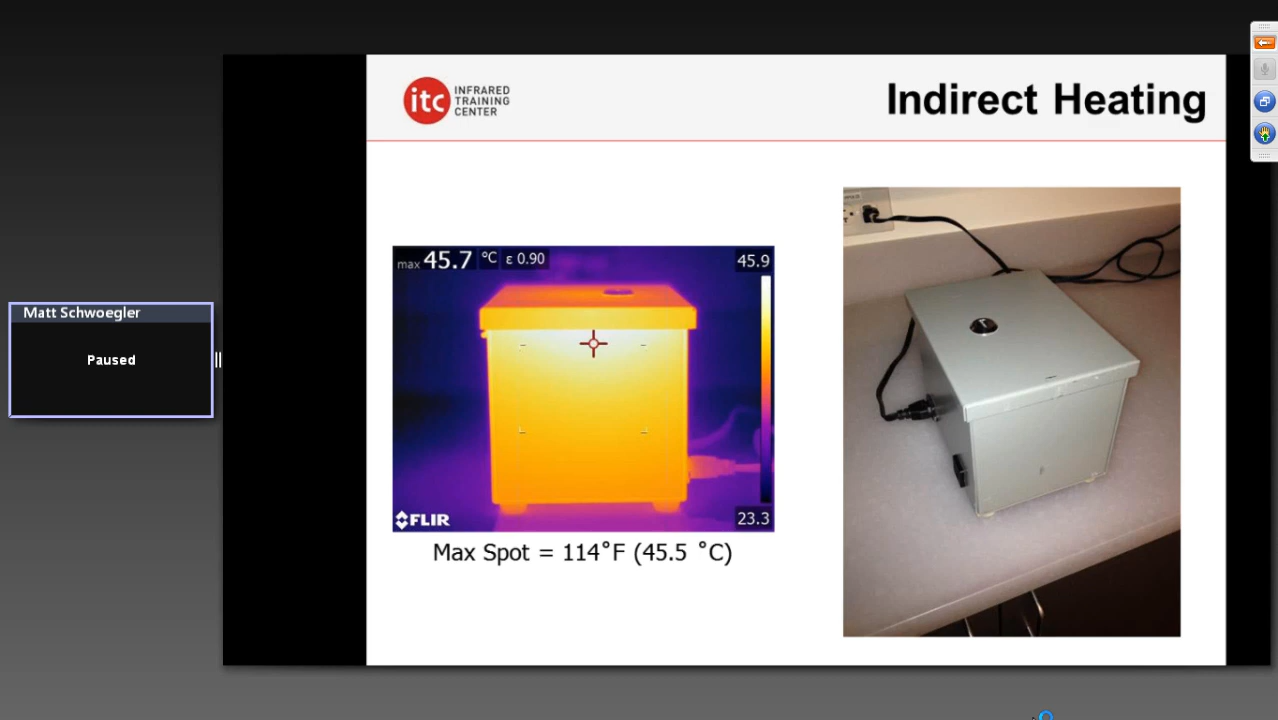 itc INFRARED
TRAINING
CENTER
Indirect Heating
max 45.7 °C ε 0.90
45.9
Matt Schwoegler
Paused
FLIR
23.3
Max Spot = 114˚F (45.5 ˚C)